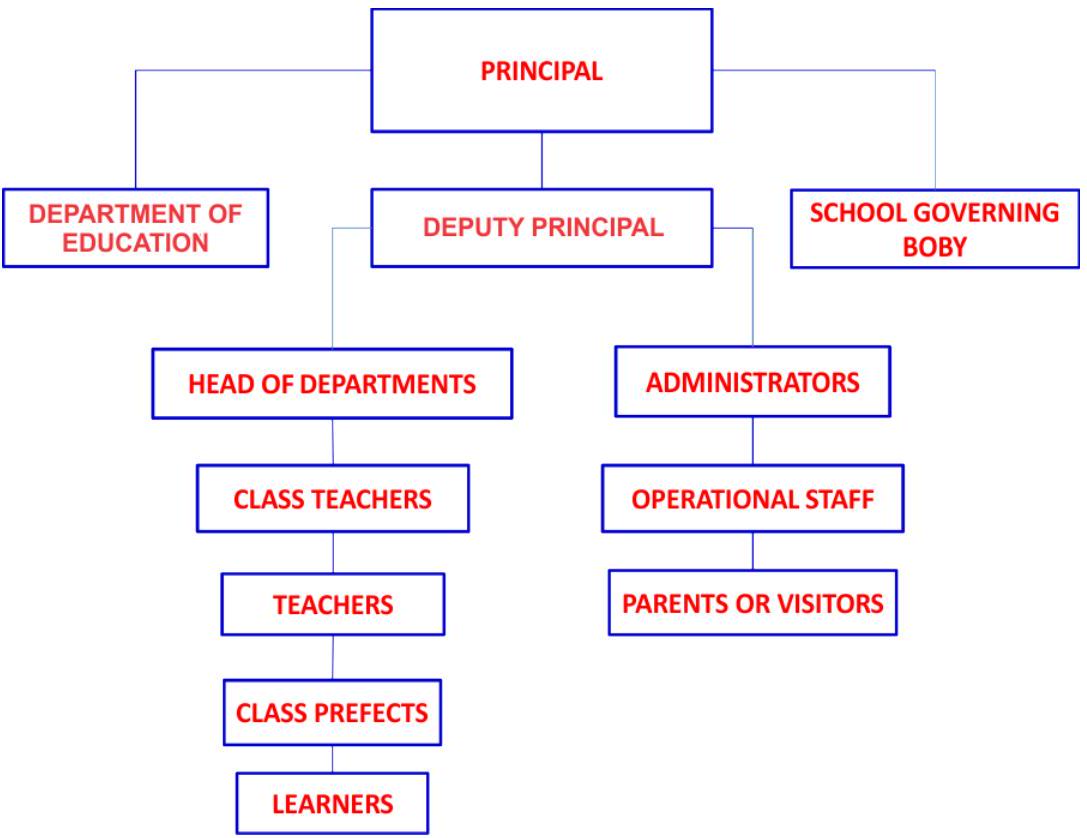 PRINCIPAL
DEPARTMENT OF
EDUCATION
DEPUTY PRINCIPAL
SCHOOL GOVERNING
BOBY
HEAD OF DEPARTMENTS
ADMINISTRATORS
CLASS TEACHERS
OPERATIONAL STAFF
TEACHERS
PARENTS OR VISITORS
CLASS PREFECTS
LEARNERS